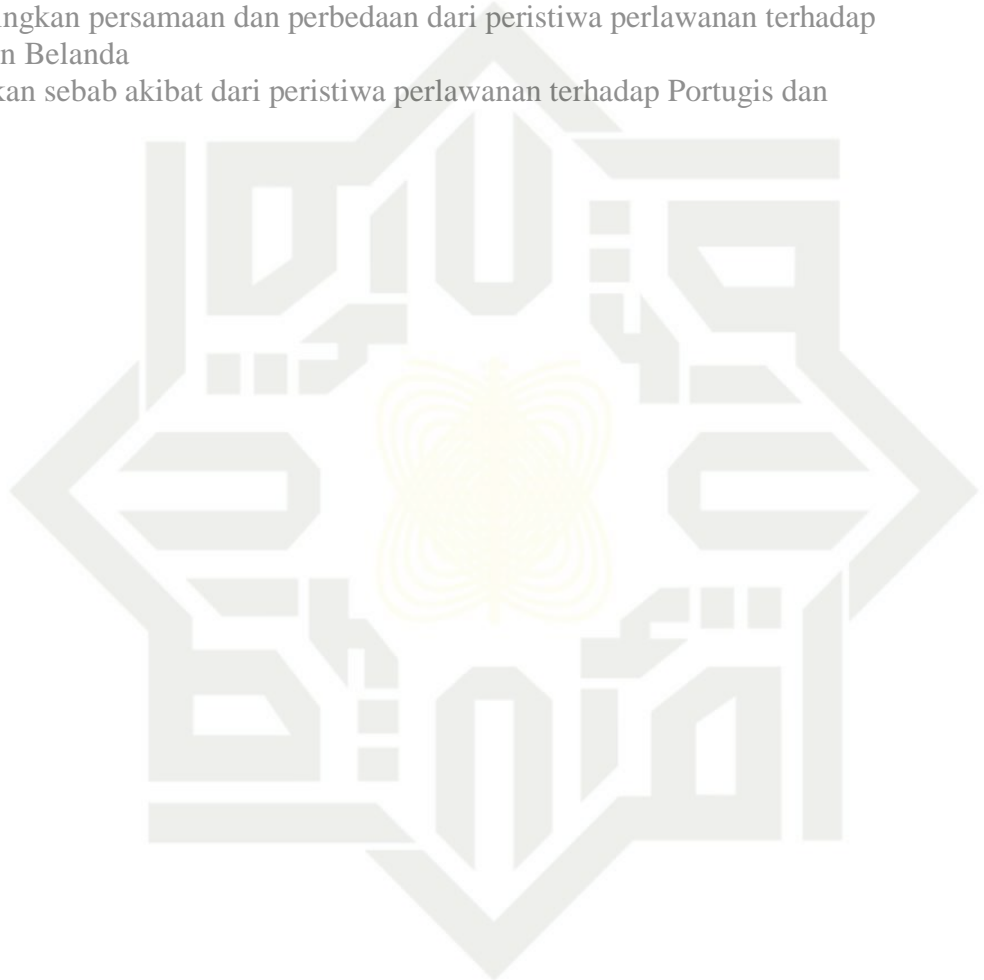 ngkan persamaan dan perbedaan dari peristiwa perlawanan terhadap
n Belanda
kan sebab akibat dari peristiwa perlawanan terhadap Portugis dan